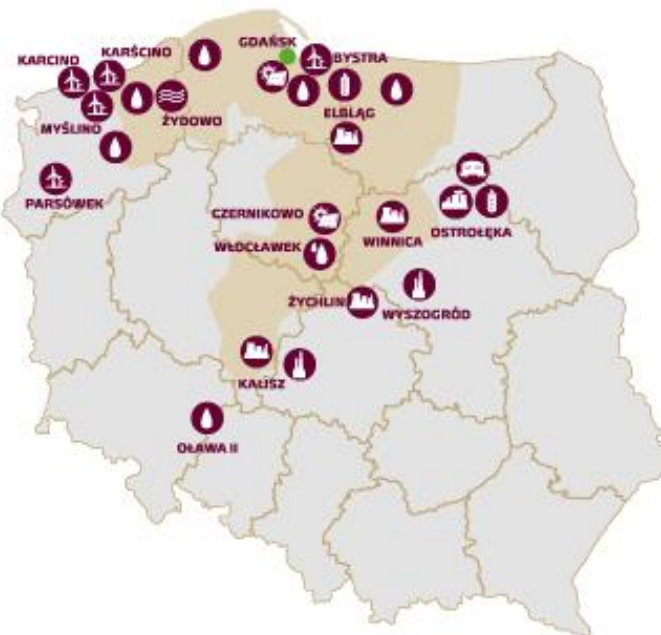 GDAŃSK
KARŚCINO
KARCINO
BYSTRA
ELBLĄG
ŻYDOWO
MYŚLINO
PARSÓWEK
CZERNIKOWO
WINNICA
OSTROŁĘKA
WŁOCŁAWEK
ŻYCHLIN
WYSZOGRÓD
KALISZ
OŁAWA II